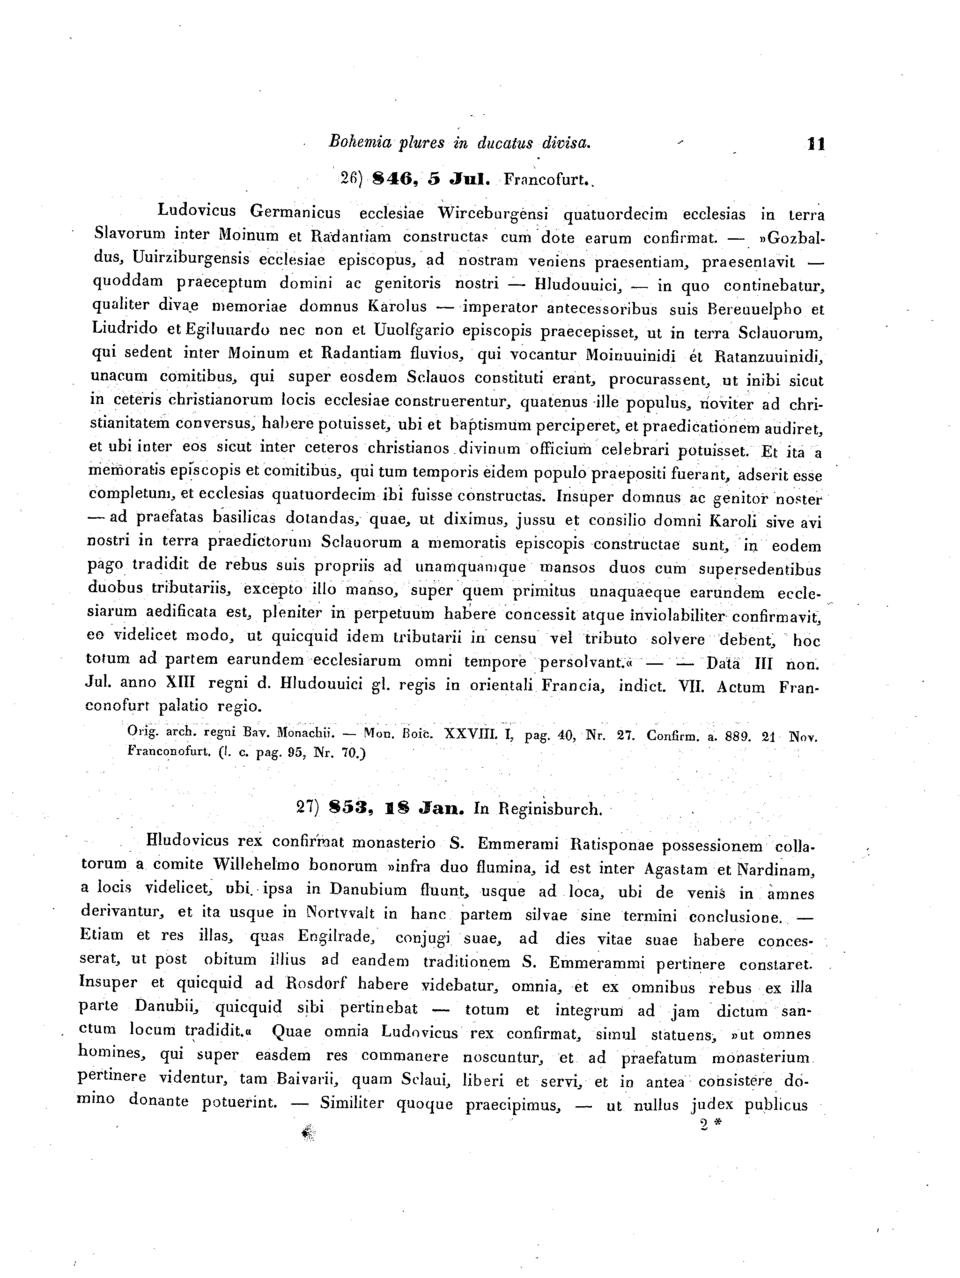 Bohemia plures in ducatus divisa. 11
26) 846, 5 Jul. Francofurt.
Ludovicus Germanicus ecclesiae Wirceburgensi quatuordecim ecclesias in terra
Slavorum inter Moinum et Radantiam constructas cum dote earum confirmat. — »Gozbal-
dus, Uuirziburgensis ecclesiae episcopus, ad nostram veniens praesentiam, praesentavit —
quoddam praeceptum domini ac genitoris nostri — Hludouuici, — in quo continebatur,
qualiter divae memoriae domnus Karolus — imperator antecessoribus suis Bereuuelpho et
Liudrido et Egiluuardo nec non et Uuolfgario episcopis praecepisset, ut in terra Sclauorum,
qui sedent inter Moinum et Radantiam fluvios, qui vocantur Moinuuinidi et Ratanzuuinidi,
unacum comitibus, qui super eosdem Sclauos constituti erant, procurassent, ut inibi sicut
in ceteris christianorum locis ecclesiae construerentur, quatenus ille populus, noviter ad chri-
stianitatem conversus, habere potuisset, ubi et baptismum perciperet, et praedicationem audiret,
et ubi inter eos sicut inter ceteros christianos divinum officium celebrari potuisset. Et ita a
memoratis episcopis et comitibus, qui tum temporis eidem populo praepositi fuerant, adserit esse
completum, et ecclesias quatuordecim ibi fuisse constructas. Insuper domnus ac genitor noster
— ad praefatas basilicas dotandas, quae, ut diximus, jussu et consilio domni Karoli sive avi
nostri in terra praedictorum Sclauorum a memoratis episcopis constructae sunt, in eodem
pago tradidit de rebus suis propriis ad unamquamque mansos duos cum supersedentibus
duobus tributariis, excepto illo manso, super quem primitus unaquaeque earundem eccle-
siarum aedificata est, pleniter in perpetuum habere concessit atque inviolabiliter confirmavit,
eo videlicet modo, ut quicquid idem tributarii in censu vel tributo solvere debent, hoc
totum ad partem earundem ecclesiarum omni tempore persolvant.« — — Data III non.
Jul. anno XIII regni d. Hludouuici gl. regis in orientali Francia, indict. VII. Actum Fran-
conofurt palatio regio.
Orig. arch. regni Bav. Monachii. — Mon. Boic. XXVIII. I, pag. 40, Nr. 27. Confirm. a. 889. 21 Nov.
Franconofurt. (l. c. pag. 95, Nr. 70.)
27) 853, 18 Jan. In Reginisburch.
Hludovicus rex confirmat monasterio S. Emmerami Ratisponae possessionem colla-
torum a comite Willehelmo bonorum »infra duo flumina, id est inter Agastam et Nardinam,
a locis videlicet, ubi ipsa in Danubium fluunt, usque ad loca, ubi de venis in amnes
derivantur, et ita usque in Nortvvalt in hanc partem silvae sine termini conclusione. —
Etiam et res illas, quas Engilrade, conjugi suae, ad dies vitae suae habere conces-
serat, ut post obitum illius ad eandem traditionem S. Emmerammi pertinere constaret.
Insuper et quicquid ad Rosdorf habere videbatur, omnia, et ex omnibus rebus ex illa
parte Danubii, quicquid sibi pertinebat — totum et integrum ad jam dictum san-
ctum locum tradidit.« Quae omnia Ludovicus rex confirmat, simul statuens, »ut omnes
homines, qui super easdem res commanere noscuntur, et ad praefatum monasterium
pertinere videntur, tam Baivarii, quam Sclaui, liberi et servi, et in antea consistere do-
mino donante potuerint. — Similiter quoque praecipimus, — ut nullus judex publicus
2 *